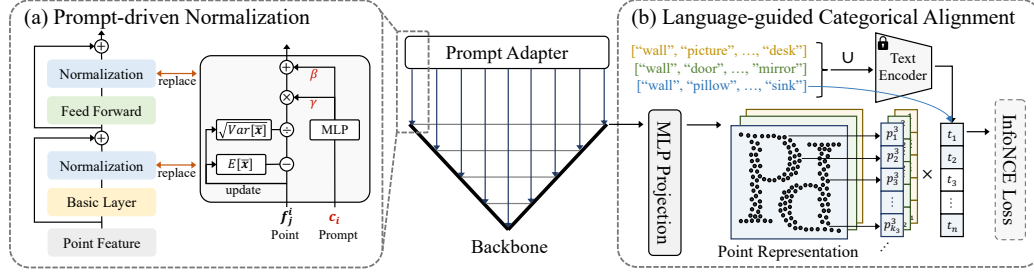 (a) Prompt-driven Normalization
Normalization
replace
Feed Forward
Normalization
replace
Basic Layer
Point Feature
β
γ
√Var[x̄]
MLP
E[x̄]
update
f_j^i
c_i
Point
Prompt
Prompt Adapter
Backbone
(b) Language-guided Categorical Alignment
["wall", "picture", …, "desk"]
["wall", "door", …, "mirror"]
["wall", "pillow", …, "sink"]
∪
Text
Encoder
MLP Projection
Point Representation
p_1^3
p_2^3
p_3^3
⋮
p_{k_3}^3
⋰
×
t_1
t_2
t_3
⋮
t_n
InfoNCE Loss